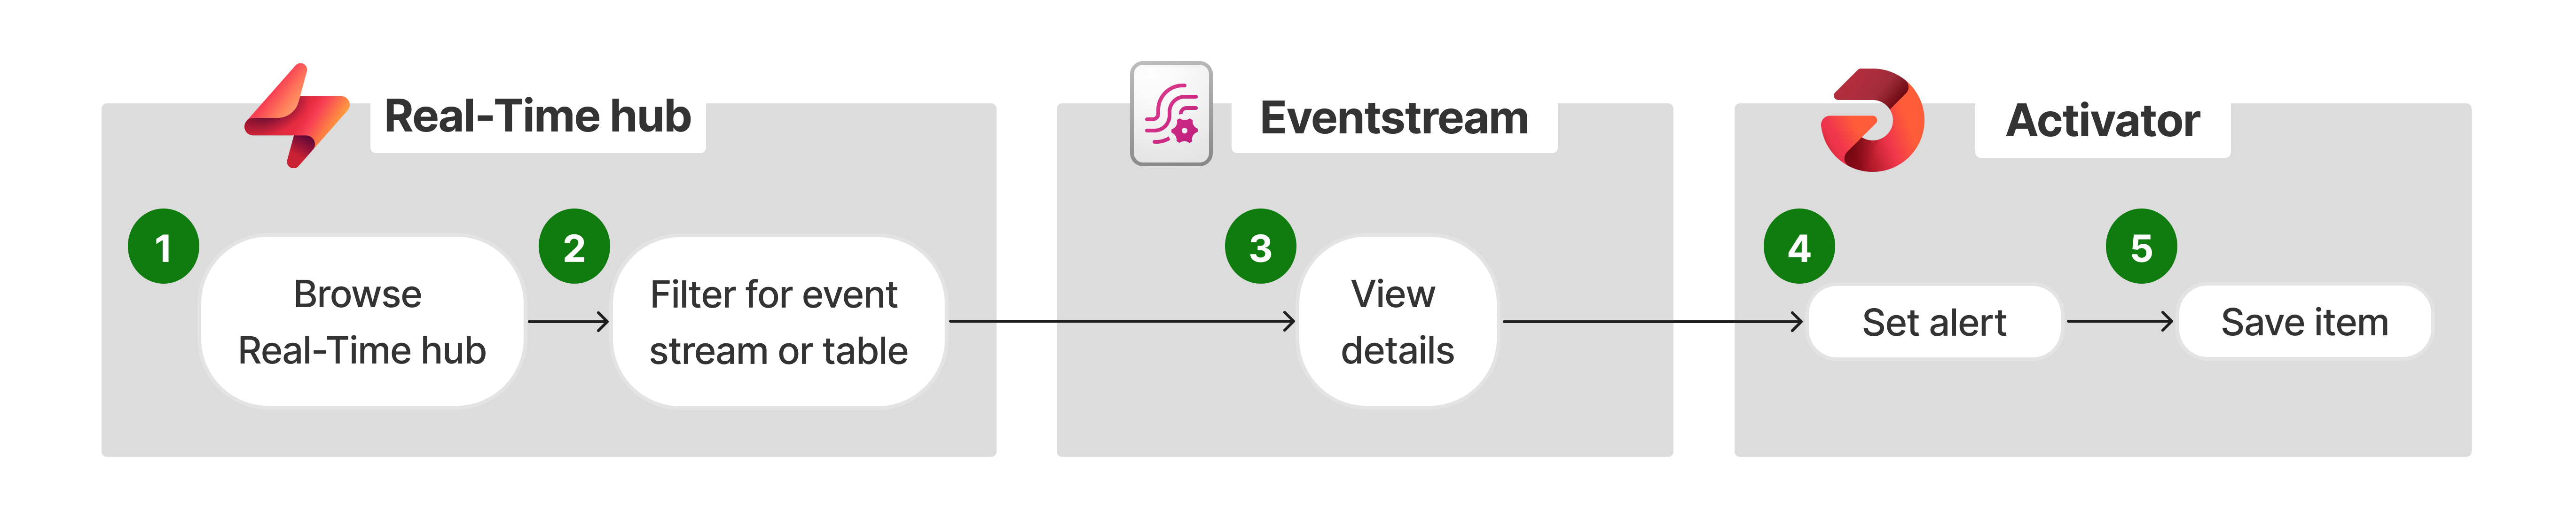 Real-Time hub
1
Browse
Real-Time hub
2
Filter for event
stream or table
Eventstream
3
View
details
Activator
4
Set alert
5
Save item